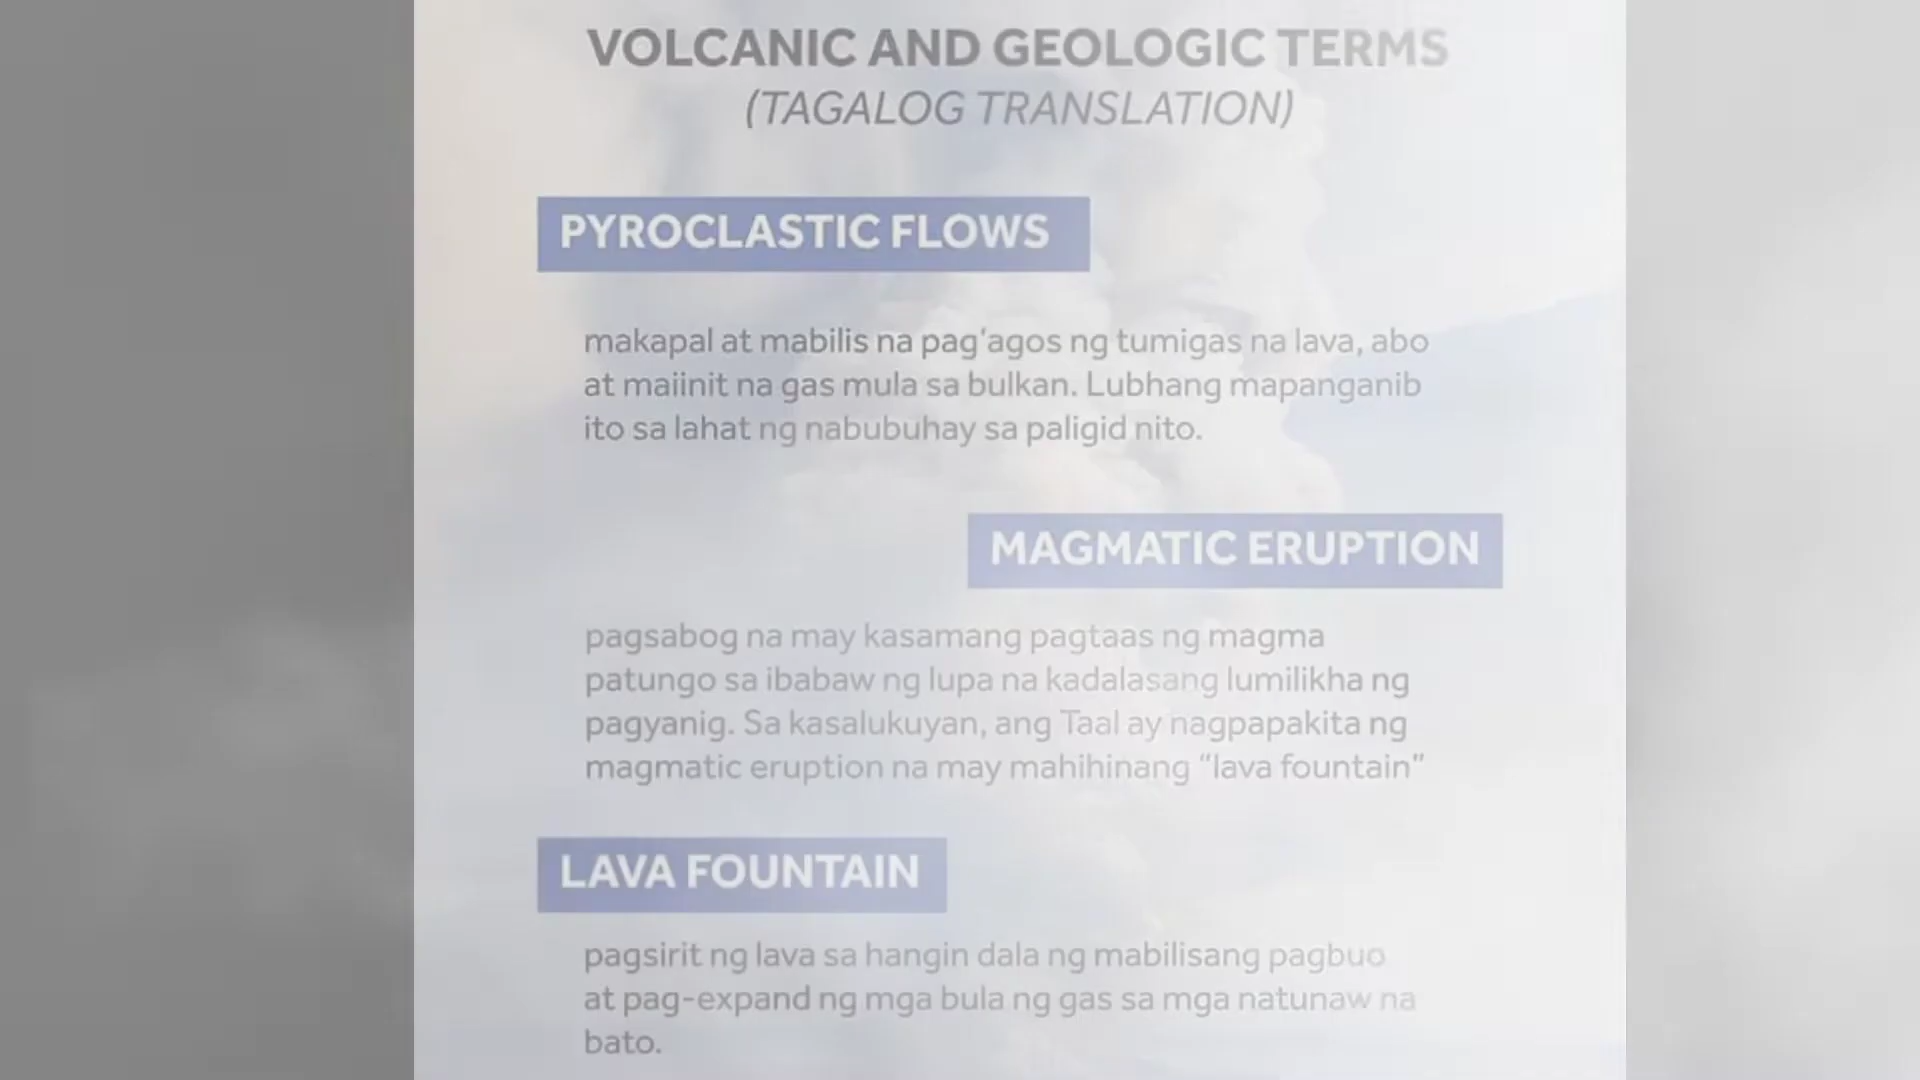 VOLCANIC AND GEOLOGIC TERMS
(TAGALOG TRANSLATION)
PYROCLASTIC FLOWS
makapal at mabilis na pag'agos ng tumigas na lava, abo
at maiinit na gas mula sa bulkan. Lubhang mapanganib
ito sa lahat ng nabubuhay sa paligid nito.
MAGMATIC ERUPTION
pagsabog na may kasamang pagtaas ng magma
patungo sa ibabaw ng lupa na kadalasang lumilikha ng
pagyanig. Sa kasalukuyan, ang Taal ay nagpapakita ng
magmatic eruption na may mahihinang “lava fountain”
LAVA FOUNTAIN
pagsirit ng lava sa hangin dala ng mabilisang pagbuo
at pag-expand ng mga bula ng gas sa mga natunaw na
bato.